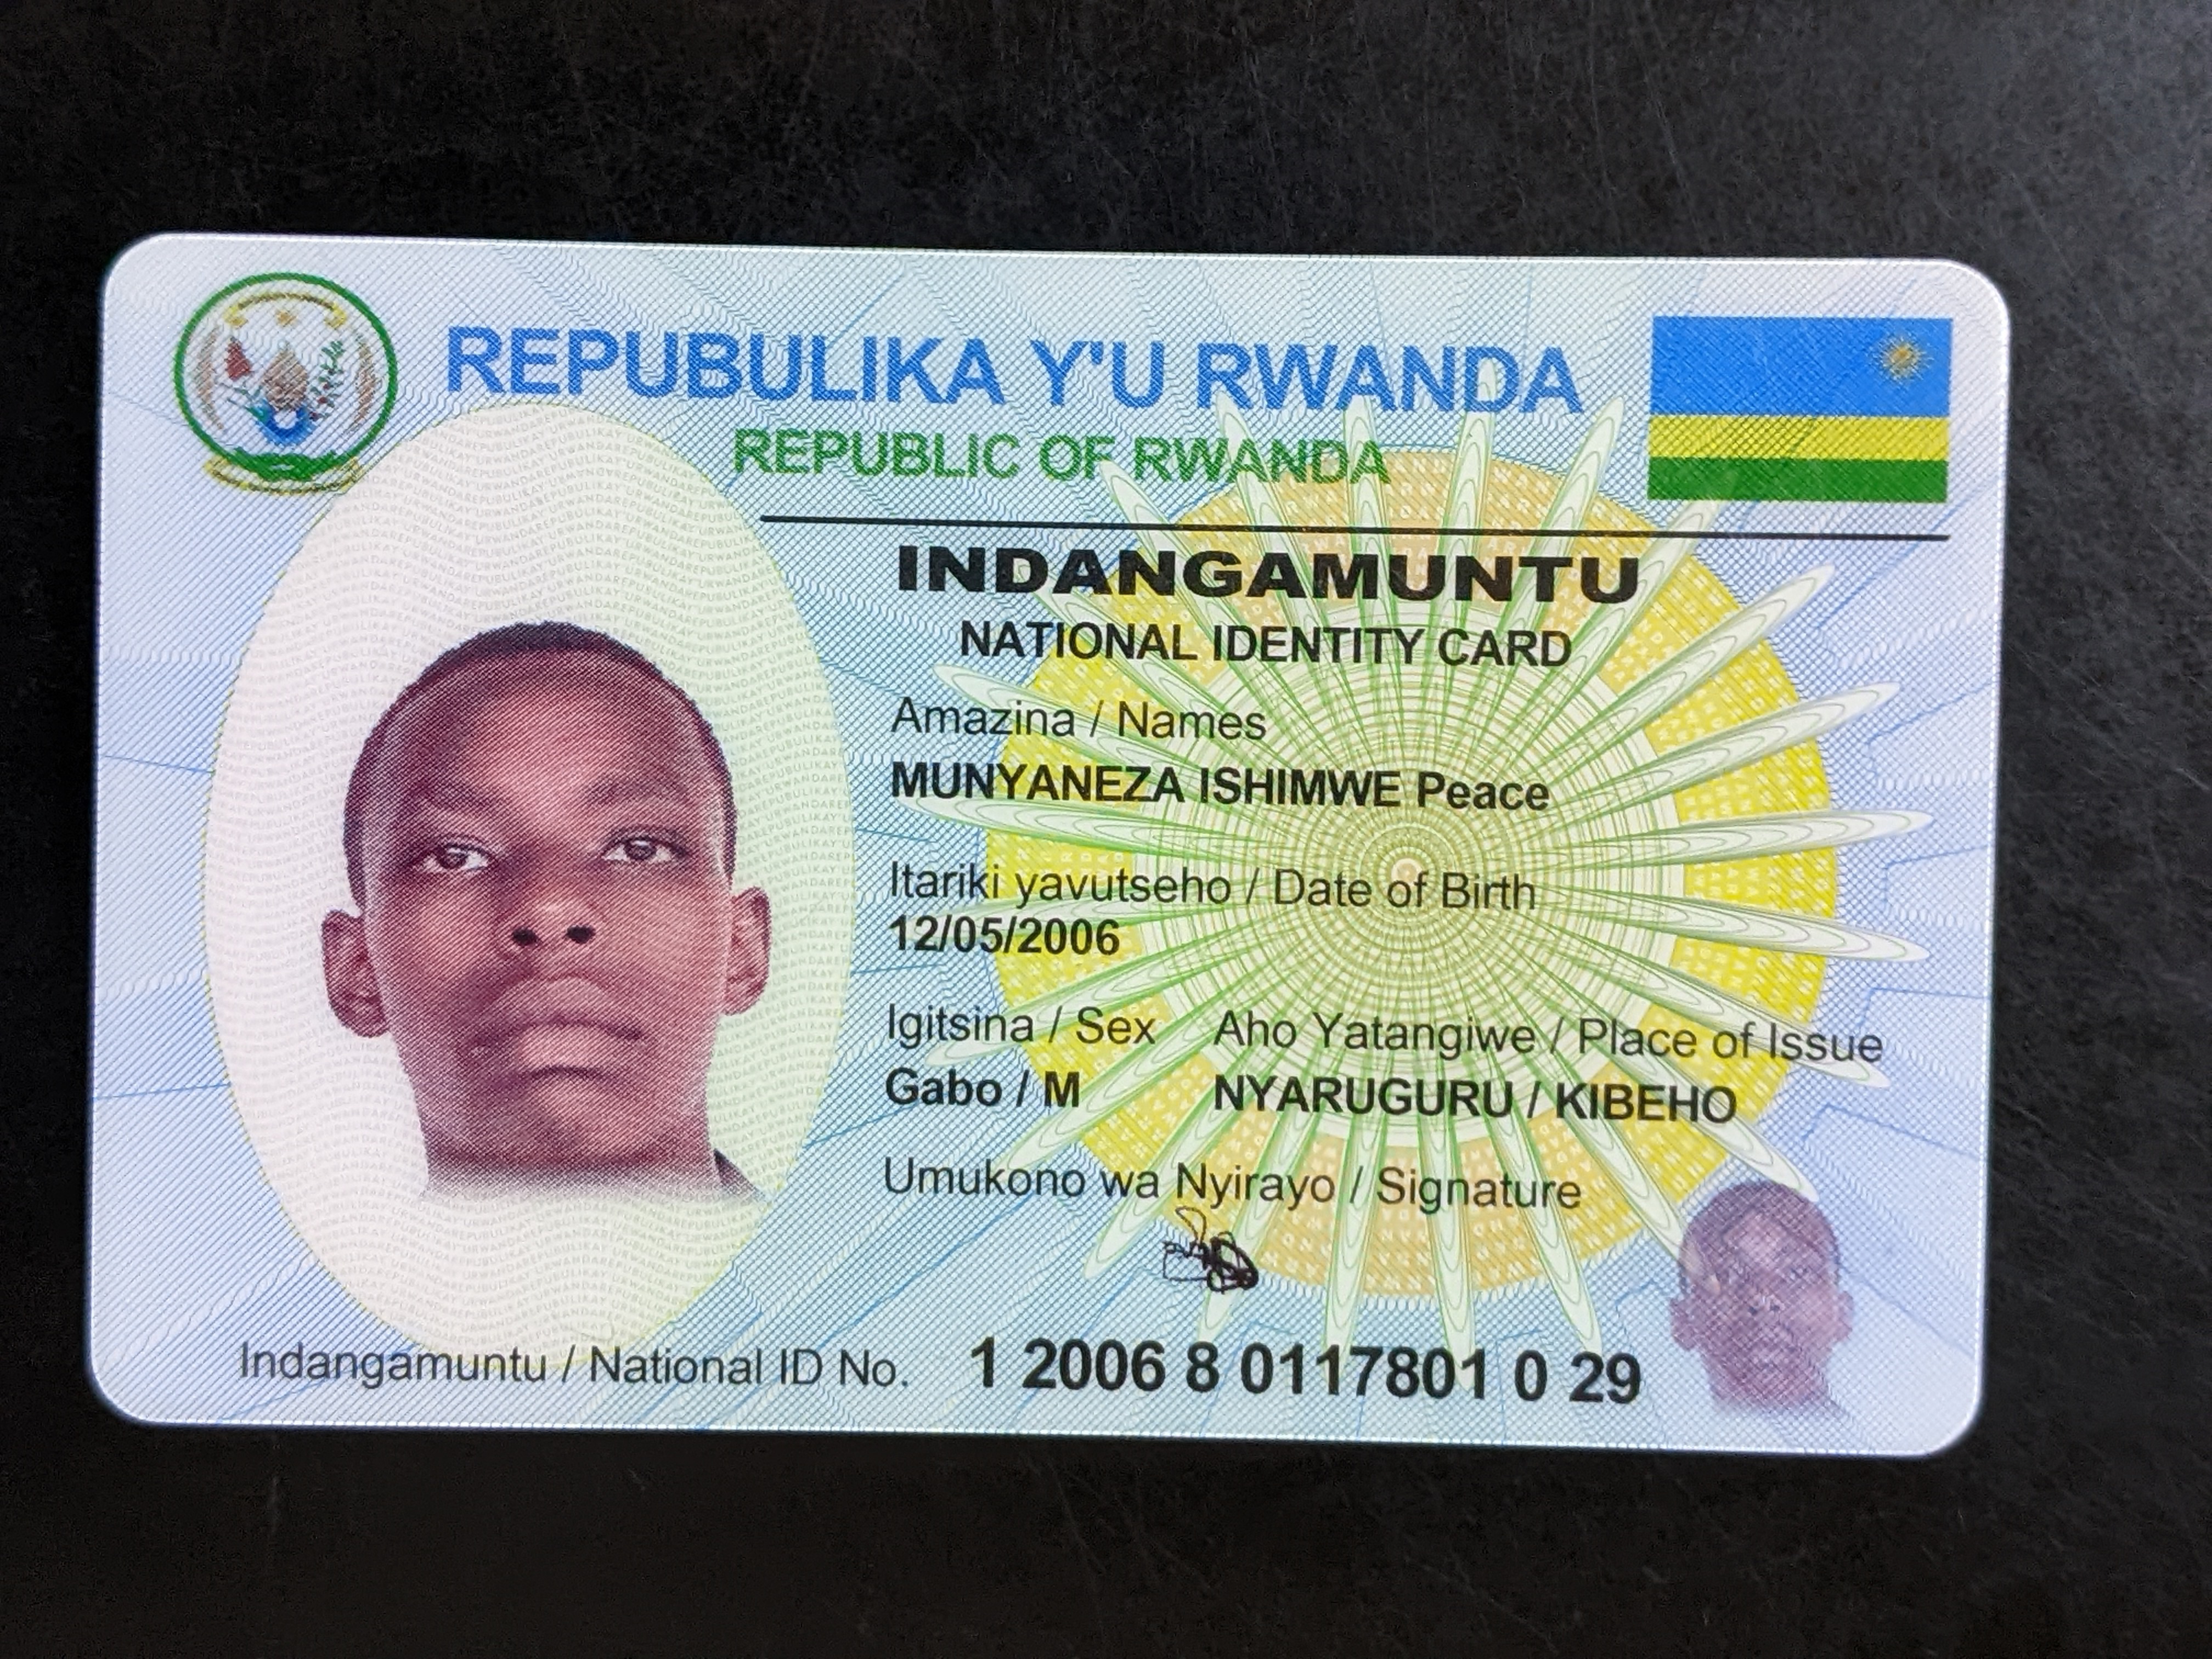 REPUBULIKA Y'U RWANDA
REPUBLIC OF RWANDA
INDANGAMUNTU
NATIONAL IDENTITY CARD
Amazina / Names
MUNYANEZA ISHIMWE Peace
Itariki yavutseho / Date of Birth
12/05/2006
Igitsina / Sex Aho Yatangiwe / Place of Issue
Gabo / M NYARUGURU / KIBEHO
Umukono wa Nyirayo / Signature
Indangamuntu / National ID No. 1 2006 8 0117801 0 29